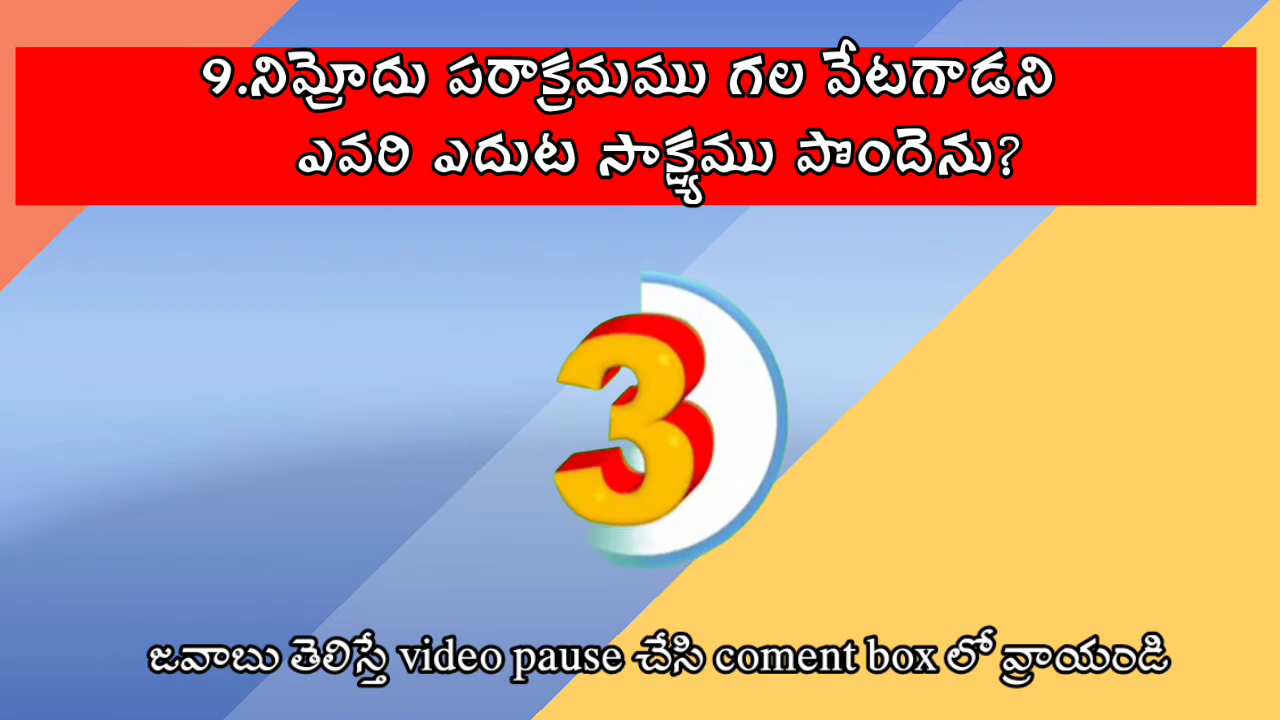 9.నిమ్రోదు పరాక్రమము గల వేటగాడని
ఎవరి ఎదుట సాక్ష్యము పొందెను?
3
జవాబు తెలిస్తే video pause చేసి coment box లో వ్రాయండి